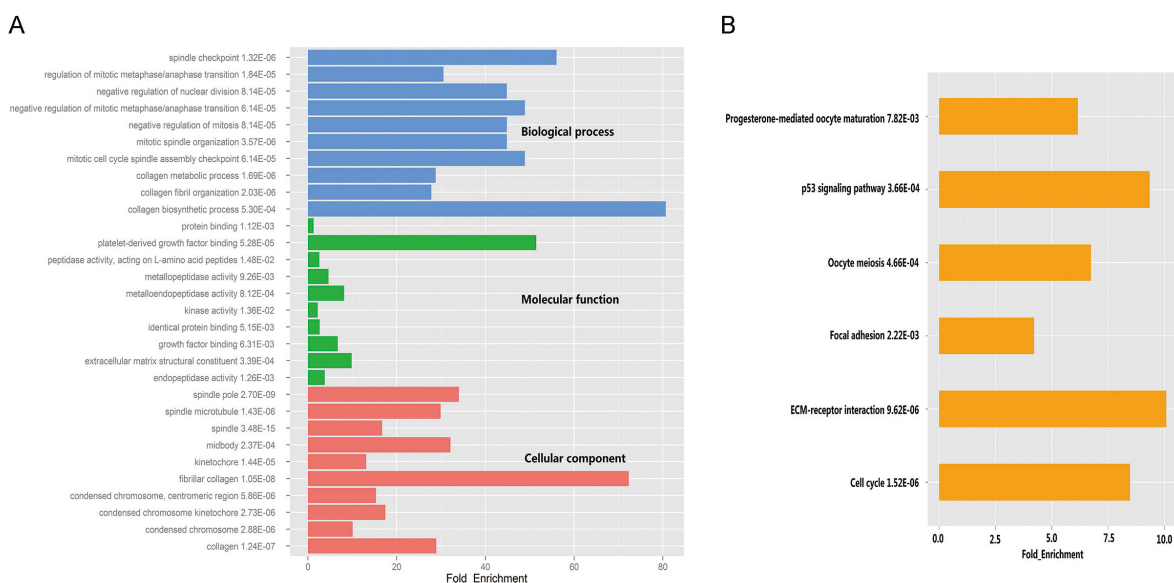 A
spindle checkpoint 1.32E-06
regulation of mitotic metaphase/anaphase transition 1.84E-05
negative regulation of nuclear division 8.14E-05
negative regulation of mitotic metaphase/anaphase transition 6.14E-05
negative regulation of mitosis 8.14E-05
mitotic spindle organization 3.57E-06
mitotic cell cycle spindle assembly checkpoint 6.14E-05
collagen metabolic process 1.69E-06
collagen fibril organization 2.03E-06
collagen biosynthetic process 5.30E-04
Biological process
protein binding 1.12E-03
platelet-derived growth factor binding 5.28E-05
peptidase activity, acting on L-amino acid peptides 1.48E-02
metallopeptidase activity 9.26E-03
metalloendopeptidase activity 8.12E-04
kinase activity 1.36E-02
identical protein binding 5.15E-03
growth factor binding 6.31E-03
extracellular matrix structural constituent 3.39E-04
endopeptidase activity 1.26E-03
Molecular function
spindle pole 2.70E-09
spindle microtubule 1.43E-06
spindle 3.48E-15
midbody 2.37E-04
kinetochore 1.44E-05
fibrillar collagen 1.05E-08
condensed chromosome, centromeric region 5.86E-06
condensed chromosome kinetochore 2.73E-06
condensed chromosome 2.88E-06
collagen 1.24E-07
Cellular component
0 20 40 60 80
Fold_Enrichment
B
Progesterone-mediated oocyte maturation 7.82E-03
p53 signaling pathway 3.66E-04
Oocyte meiosis 4.66E-04
Focal adhesion 2.22E-03
ECM-receptor interaction 9.62E-06
Cell cycle 1.52E-06
0.0 2.5 5.0 7.5 10.0
Fold_Enrichment